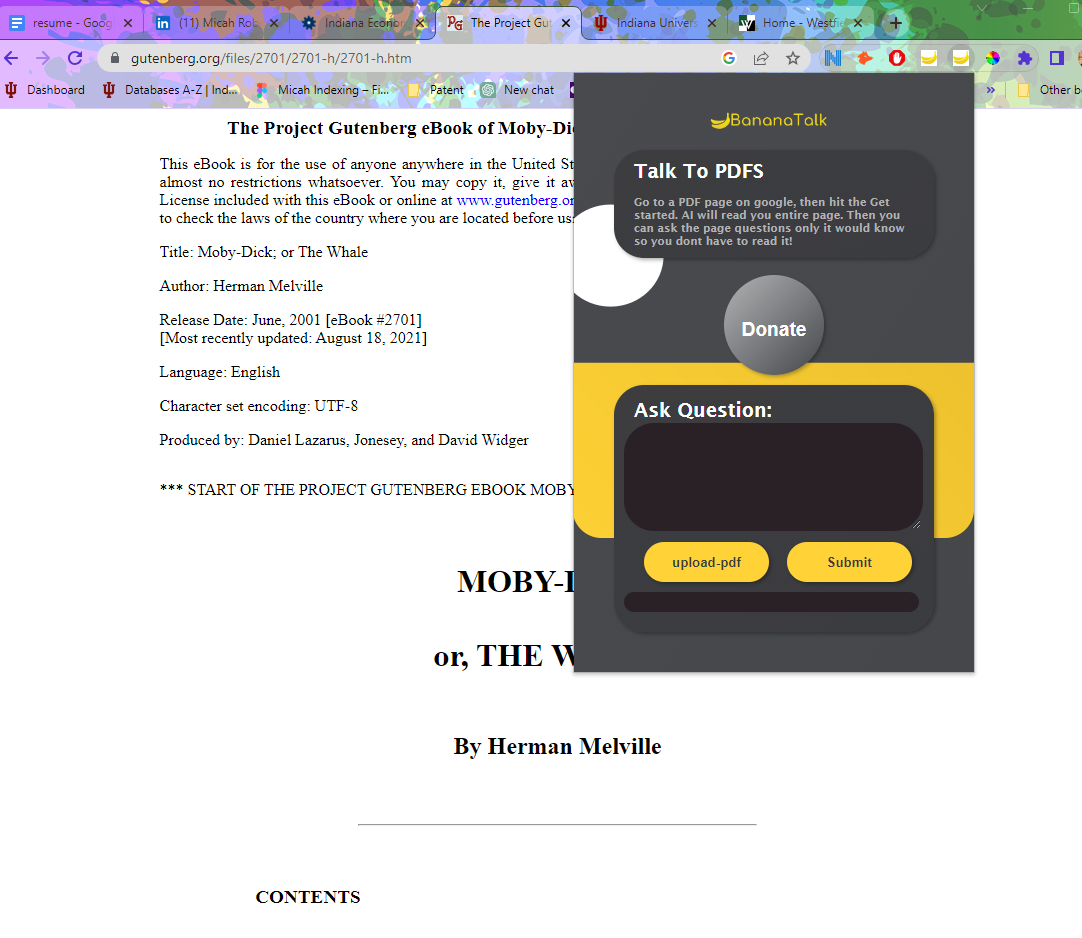 resume - Goog
(11) Micah Rob
Indiana Econor
The Project Gut
Indiana Univers
Home - Westfie
gutenberg.org/files/2701/2701-h/2701-h.htm
Dashboard
Databases A-Z | Ind...
Micah Indexing – Fi...
Patent
New chat
»
Other b
The Project Gutenberg eBook of Moby-Di
This eBook is for the use of anyone anywhere in the United St
almost no restrictions whatsoever. You may copy it, give it aw
License included with this eBook or online at www.gutenberg.or
to check the laws of the country where you are located before us
Title: Moby-Dick; or The Whale
Author: Herman Melville
Release Date: June, 2001 [eBook #2701]
[Most recently updated: August 18, 2021]
Language: English
Character set encoding: UTF-8
Produced by: Daniel Lazarus, Jonesey, and David Widger
*** START OF THE PROJECT GUTENBERG EBOOK MOBY
MOBY-D
or, THE W
By Herman Melville
CONTENTS
BananaTalk
Talk To PDFS
Go to a PDF page on google, then hit the Get
started. AI will read you entire page. Then you
can ask the page questions only it would know
so you dont have to read it!
Donate
Ask Question:
upload-pdf
Submit